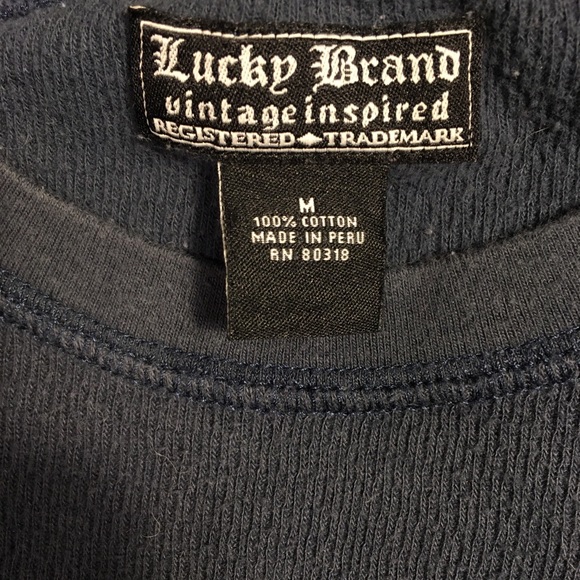 Lucky Brand
vintage inspired
REGISTERED TRADEMARK
M
100% COTTON
MADE IN PERU
RN 80318